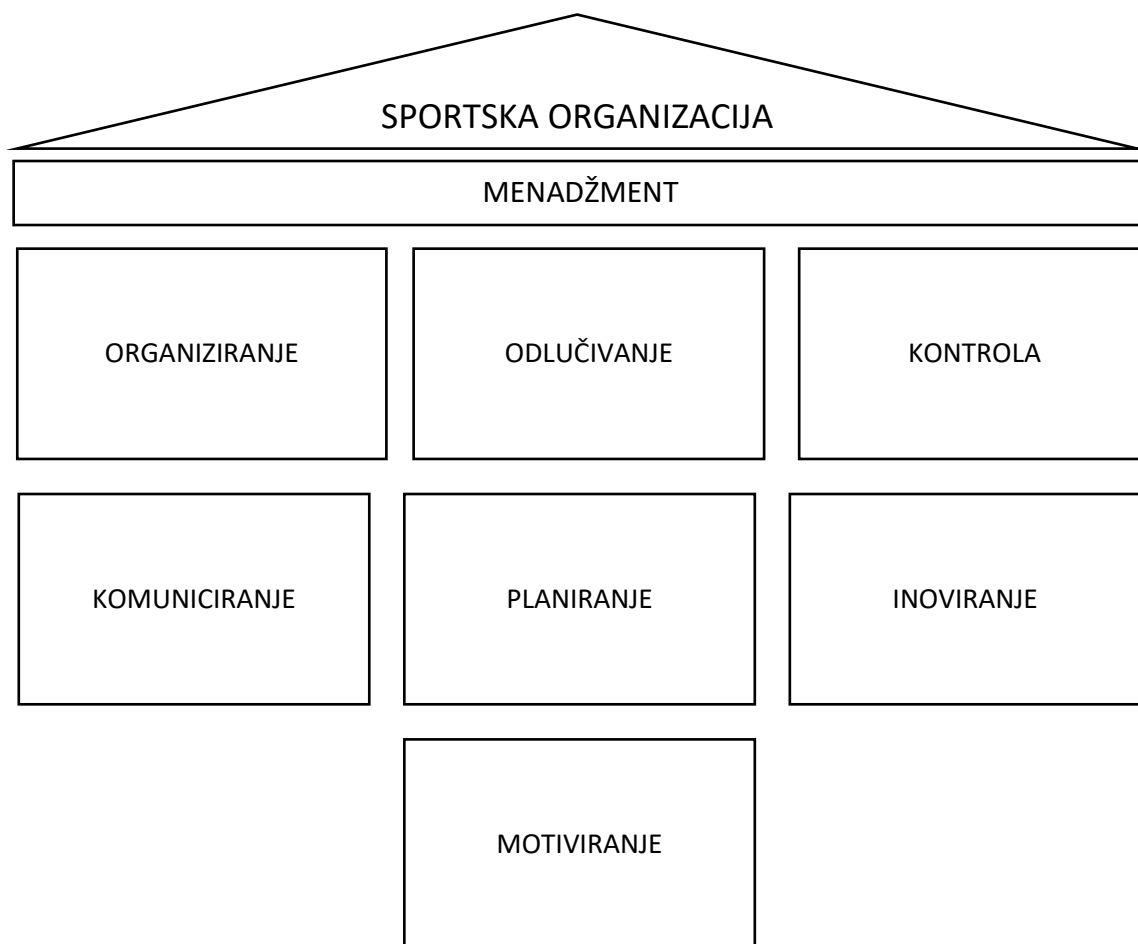 SPORTSKA ORGANIZACIJA
MENADŽMENT
ORGANIZIRANJE
ODLUČIVANJE
KONTROLA
KOMUNICIRANJE
PLANIRANJE
INOVIRANJE
MOTIVIRANJE